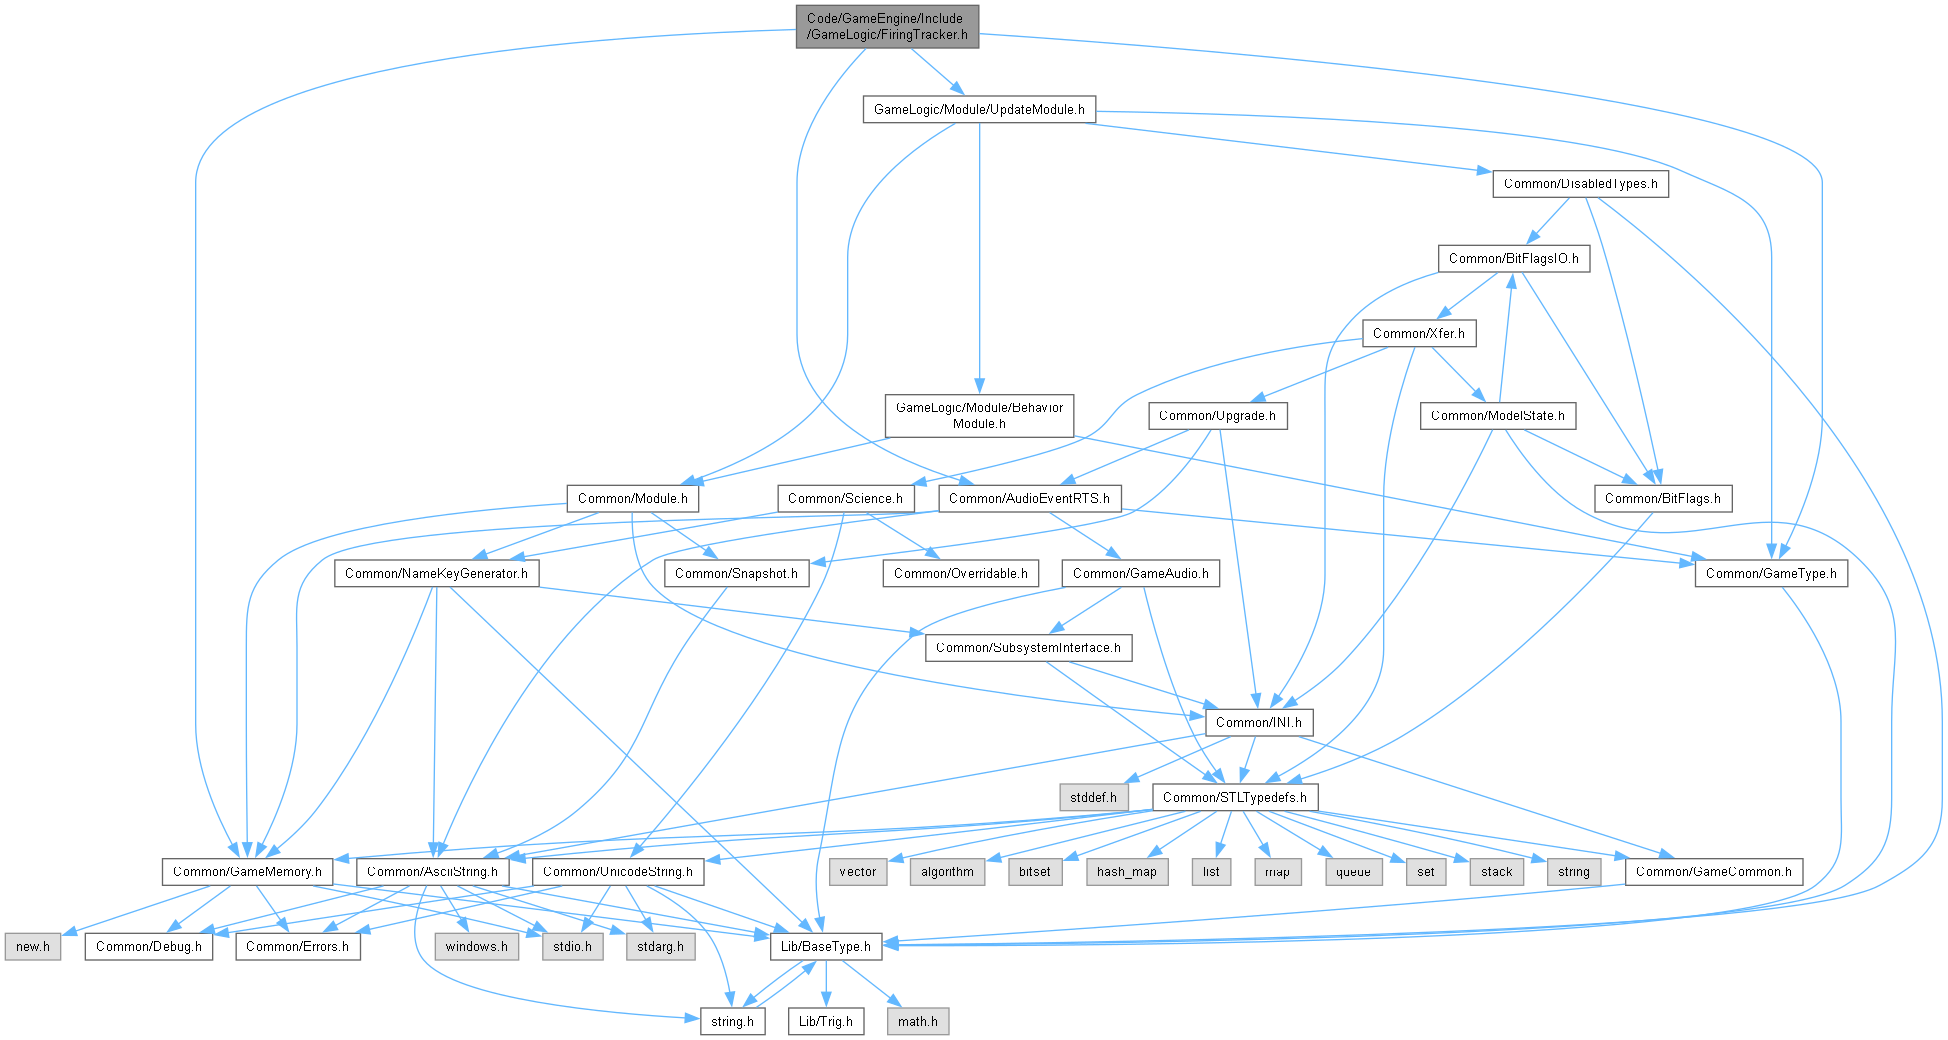 Code/GameEngine/Include
/GameLogic/FiringTracker.h
GameLogic/Module/UpdateModule.h
Common/DisabledTypes.h
Common/BitFlagsIO.h
Common/Xfer.h
GameLogic/Module/Behavior
Module.h
Common/Upgrade.h
Common/ModelState.h
Common/Module.h
Common/Science.h
Common/AudioEventRTS.h
Common/BitFlags.h
Common/NameKeyGenerator.h
Common/Snapshot.h
Common/Overridable.h
Common/GameAudio.h
Common/GameType.h
Common/SubsystemInterface.h
Common/INI.h
stddef.h
Common/STLTypedefs.h
Common/GameMemory.h
Common/AsciiString.h
Common/UnicodeString.h
vector
algorithm
bitset
hash_map
list
map
queue
set
stack
string
Common/GameCommon.h
new.h
Common/Debug.h
Common/Errors.h
windows.h
stdio.h
stdarg.h
Lib/BaseType.h
string.h
Lib/Trig.h
math.h